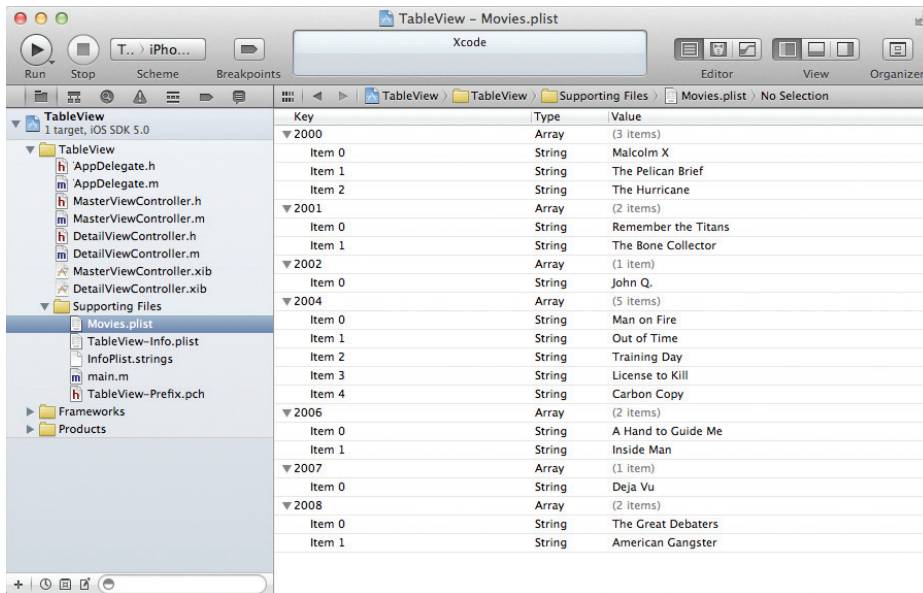 TableView – Movies.plist
T.. › iPho...
Xcode
Run Stop Scheme Breakpoints Editor View Organizer
TableView › TableView › Supporting Files › Movies.plist › No Selection
TableView
1 target, iOS SDK 5.0
TableView
AppDelegate.h
AppDelegate.m
MasterViewController.h
MasterViewController.m
DetailViewController.h
DetailViewController.m
MasterViewController.xib
DetailViewController.xib
Supporting Files
Movies.plist
TableView-Info.plist
InfoPlist.strings
main.m
TableView-Prefix.pch
Frameworks
Products
Key Type Value
2000 Array (3 items)
Item 0 String Malcolm X
Item 1 String The Pelican Brief
Item 2 String The Hurricane
2001 Array (2 items)
Item 0 String Remember the Titans
Item 1 String The Bone Collector
2002 Array (1 item)
Item 0 String John Q.
2004 Array (5 items)
Item 0 String Man on Fire
Item 1 String Out of Time
Item 2 String Training Day
Item 3 String License to Kill
Item 4 String Carbon Copy
2006 Array (2 items)
Item 0 String A Hand to Guide Me
Item 1 String Inside Man
2007 Array (1 item)
Item 0 String Deja Vu
2008 Array (2 items)
Item 0 String The Great Debaters
Item 1 String American Gangster